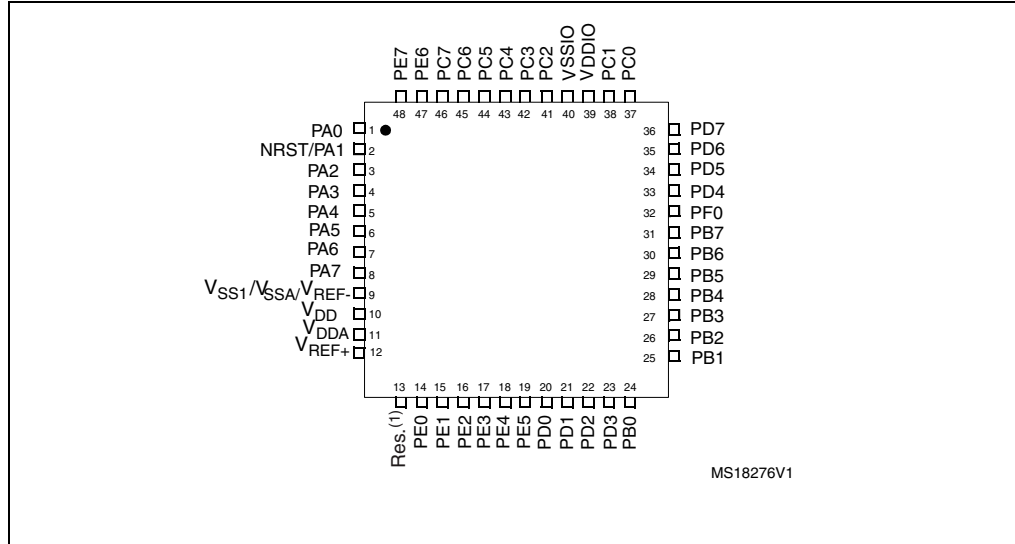 PE7 PE6 PC7 PC6 PC5 PC4 PC3 PC2 VSSIO VDDIO PC1 PC0
48 47 46 45 44 43 42 41 40 39 38 37
PA0 1
NRST/PA1 2
PA2 3
PA3 4
PA4 5
PA5 6
PA6 7
PA7 8
VSS1/VSSA/VREF- 9
VDD 10
VDDA 11
VREF+ 12
36 PD7
35 PD6
34 PD5
33 PD4
32 PF0
31 PB7
30 PB6
29 PB5
28 PB4
27 PB3
26 PB2
25 PB1
13 14 15 16 17 18 19 20 21 22 23 24
Res.(1) PE0 PE1 PE2 PE3 PE4 PE5 PD0 PD1 PD2 PD3 PB0
MS18276V1